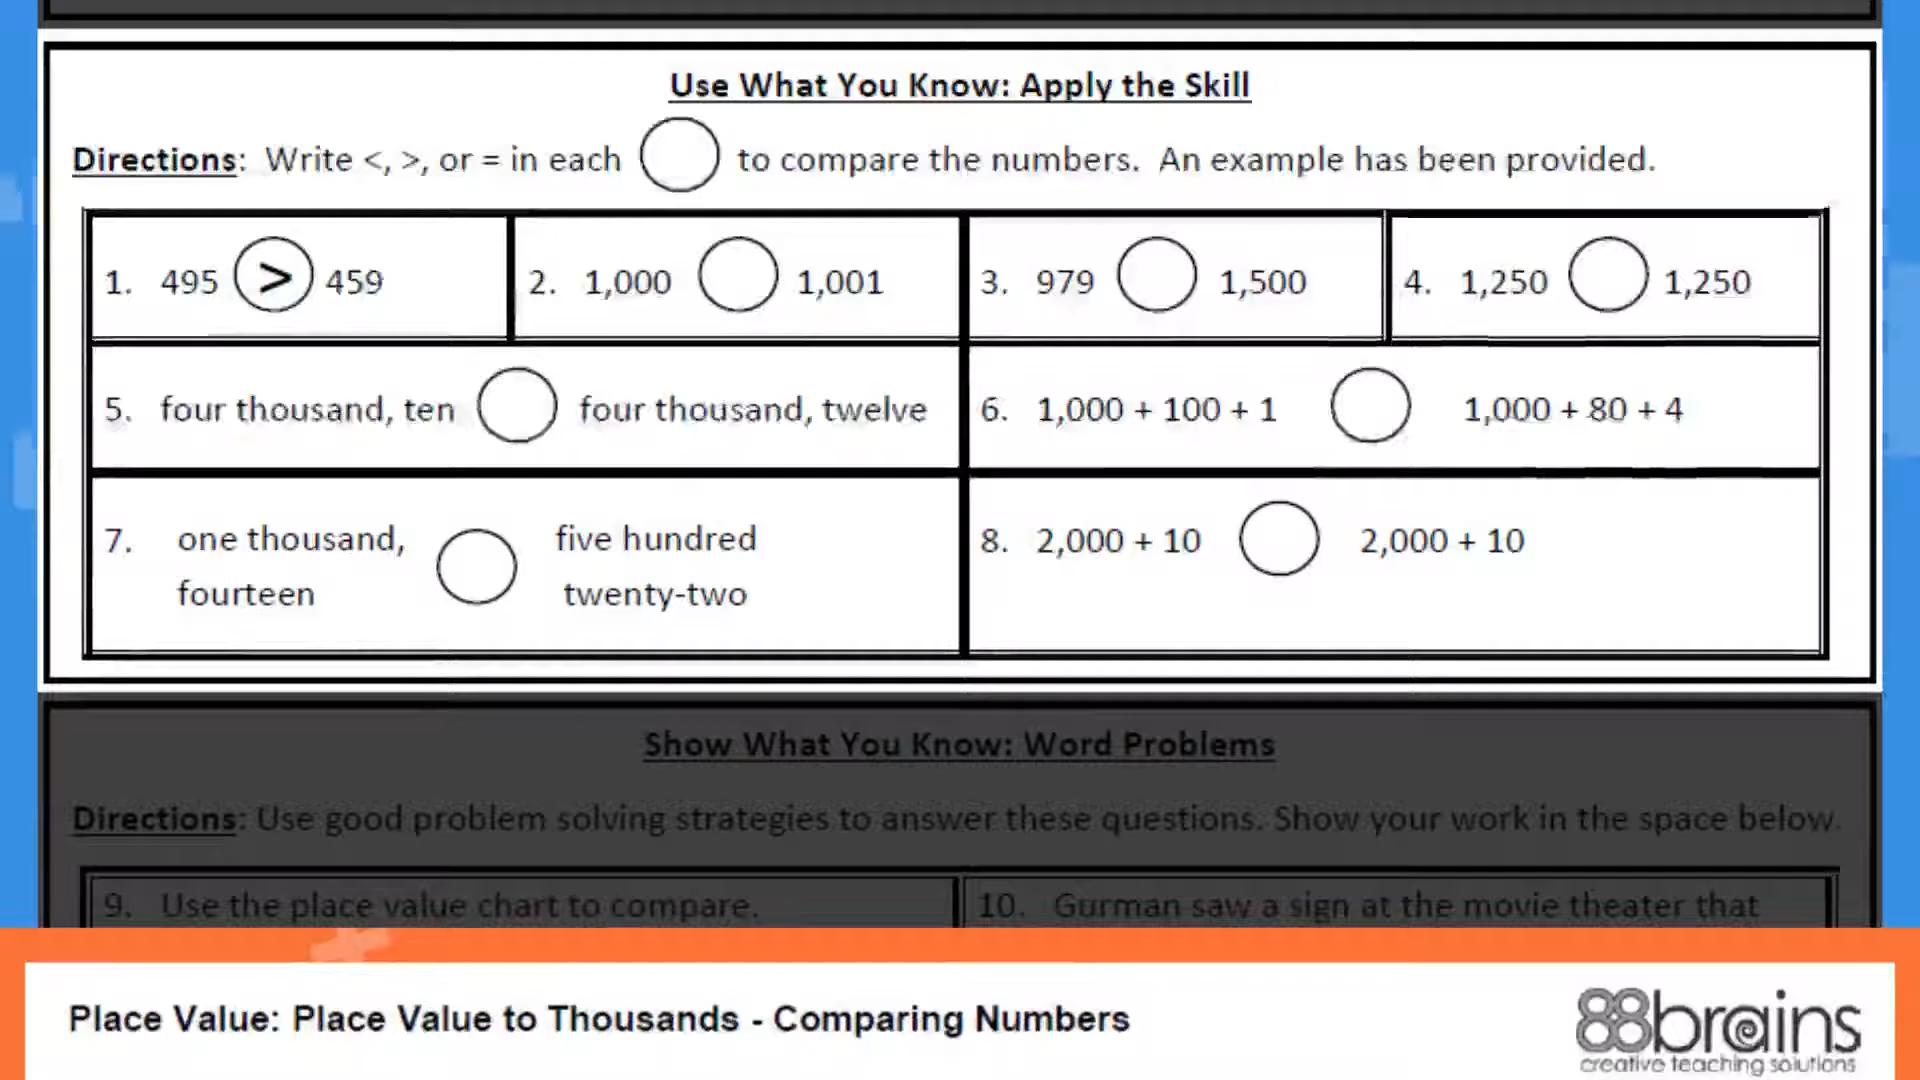 Use What You Know: Apply the Skill
Directions: Write <, >, or = in each to compare the numbers. An example has been provided.
1. 495 > 459
2. 1,000 1,001
3. 979 1,500
4. 1,250 1,250
5. four thousand, ten four thousand, twelve
6. 1,000 + 100 + 1 1,000 + 80 + 4
7. one thousand, five hundred
fourteen twenty-two
8. 2,000 + 10 2,000 + 10
Show What You Know: Word Problems
Directions: Use good problem solving strategies to answer these questions. Show your work in the space below.
9. Use the place value chart to compare.
10. Gurman saw a sign at the movie theater that
Place Value: Place Value to Thousands - Comparing Numbers
88brains
creative teaching solutions